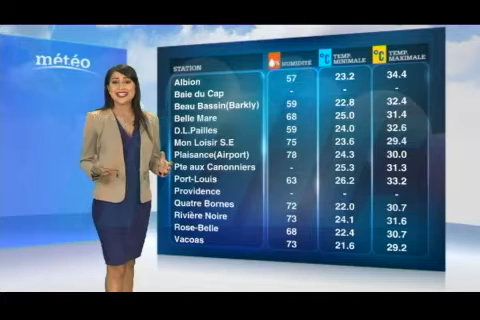 météo
STATION HUMIDITÉ TEMP. MINIMALE TEMP. MAXIMALE
% °C °C
Albion 57 23.2 34.4
Baie du Cap - - -
Beau Bassin(Barkly) 59 22.8 32.4
Belle Mare 68 25.0 31.4
D.L.Pailles 59 24.0 32.6
Mon Loisir S.E 75 23.6 29.4
Plaisance(Airport) 78 24.3 30.0
Pte aux Canonniers - 25.3 31.3
Port-Louis 63 26.2 33.2
Providence - - -
Quatre Bornes 72 22.0 30.7
Rivière Noire 73 24.1 31.6
Rose-Belle 68 22.4 30.7
Vacoas 73 21.6 29.2